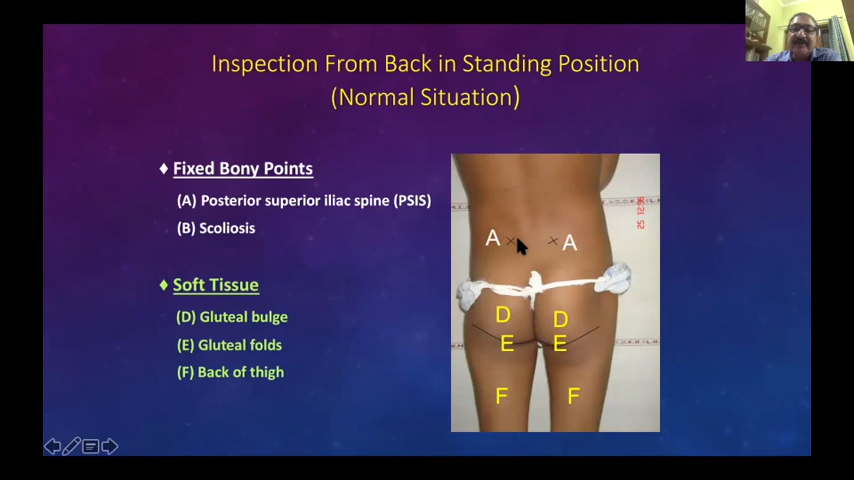 Inspection From Back in Standing Position
(Normal Situation)
♦ Fixed Bony Points
(A) Posterior superior iliac spine (PSIS)
(B) Scoliosis
♦ Soft Tissue
(D) Gluteal bulge
(E) Gluteal folds
(F) Back of thigh
A A
D D
E E
F F